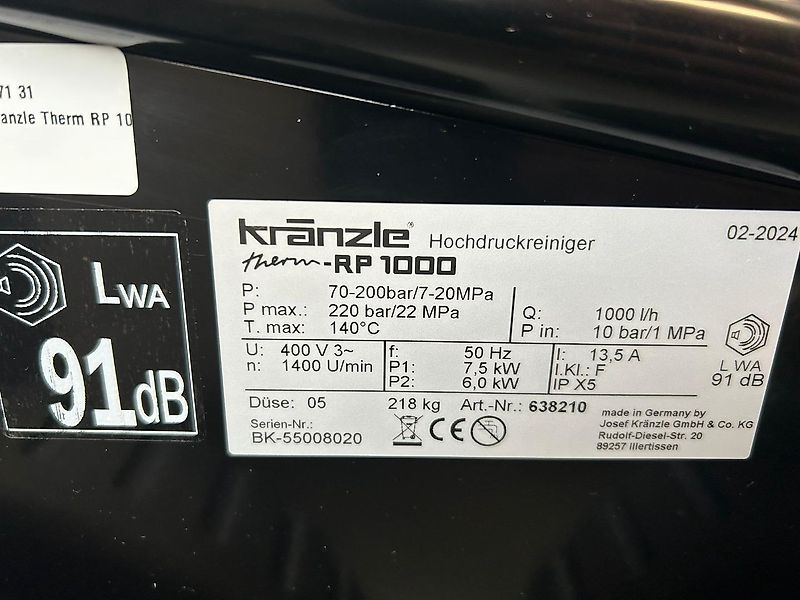 71 31
anzle Therm RP 10
LWA
91dB
Kränzle Hochdruckreiniger
02-2024
therm-RP 1000
P: 70-200bar/7-20MPa
P max.: 220 bar/22 MPa
T. max: 140°C
Q: 1000 l/h
P in: 10 bar/1 MPa
U: 400 V 3~
n: 1400 U/min
f: 50 Hz
P1: 7,5 kW
P2: 6,0 kW
I: 13,5 A
I.Kl.: F
IP X5
L WA
91 dB
Düse: 05 218 kg Art.-Nr.: 638210
Serien-Nr.:
BK-55008020
CE
made in Germany by
Josef Kränzle GmbH & Co. KG
Rudolf-Diesel-Str. 20
89257 Illertissen